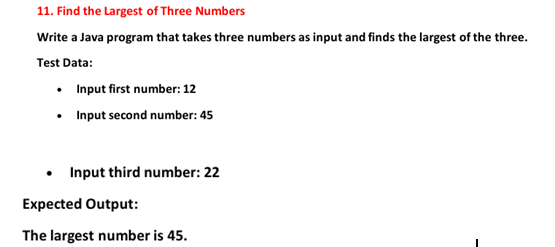 11. Find the Largest of Three Numbers
Write a Java program that takes three numbers as input and finds the largest of the three.
Test Data:
• Input first number: 12
• Input second number: 45
• Input third number: 22
Expected Output:
The largest number is 45.